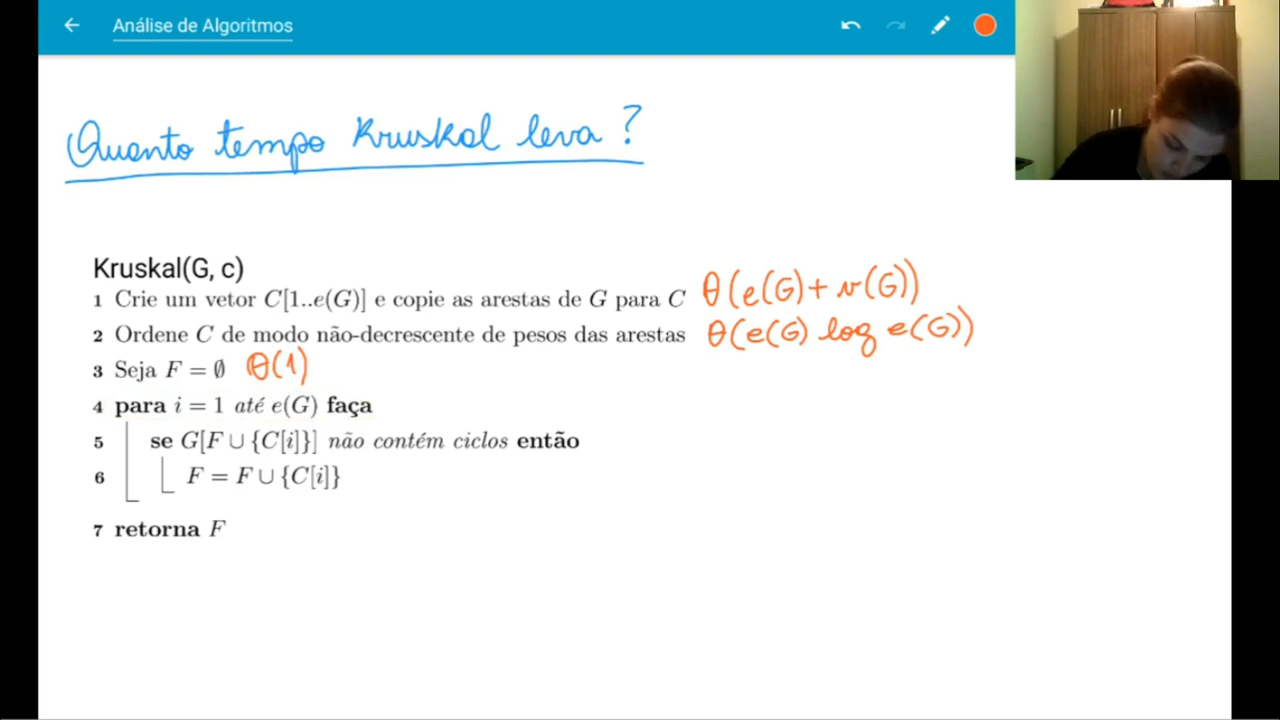 Análise de Algoritmos
Quanto tempo Kruskal leva?
Kruskal(G, c)
1 Crie um vetor C[1..e(G)] e copie as arestas de G para C θ(e(G)+v(G))
2 Ordene C de modo não-decrescente de pesos das arestas θ(e(G) log e(G))
3 Seja F = ∅ θ(1)
4 para i = 1 até e(G) faça
5 se G[F ∪ {C[i]}] não contém ciclos então
6 F = F ∪ {C[i]}
7 retorna F